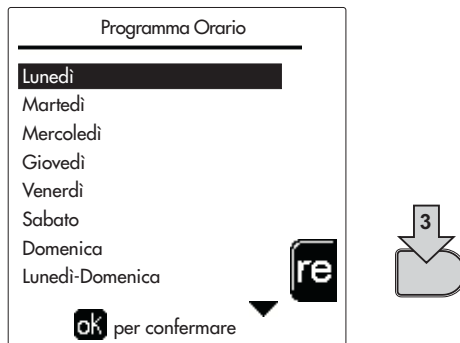 Programma Orario
Lunedì
Martedì
Mercoledì
Giovedì
Venerdì
Sabato
Domenica
Lunedì-Domenica
re
3
ok per confermare